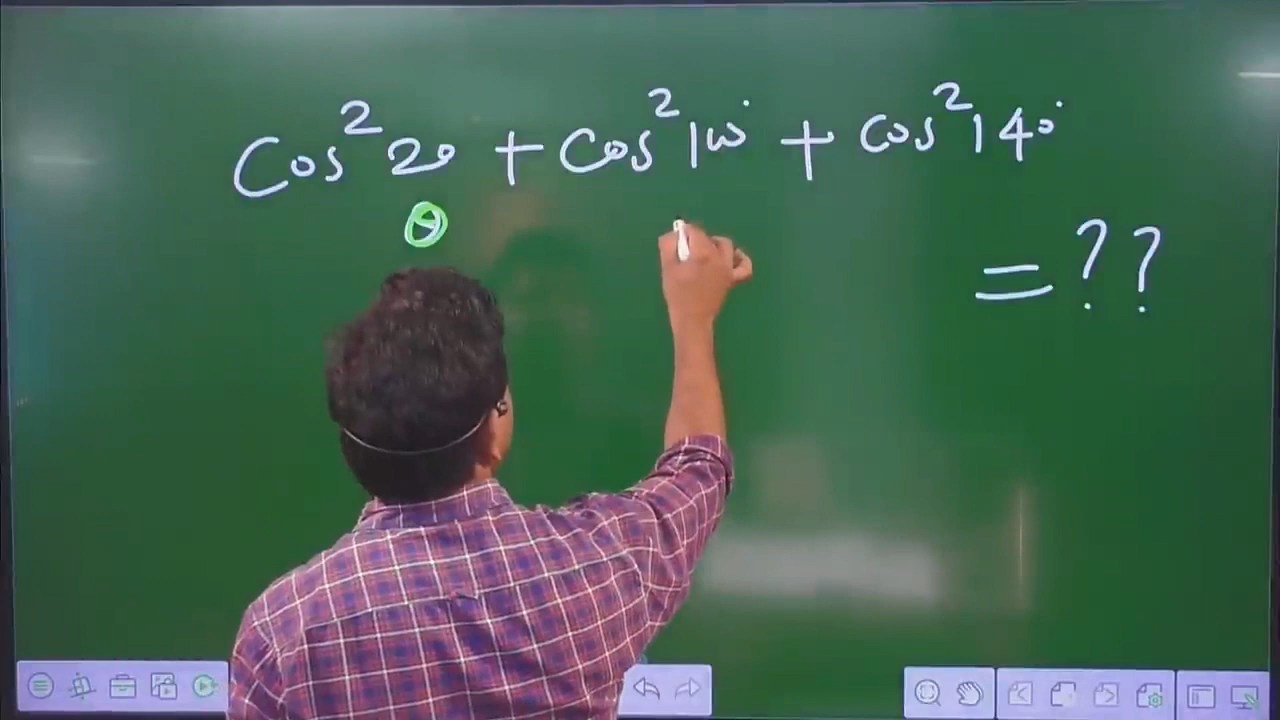 Cos²20 + Cos²100° + Cos²140°
θ
= ??